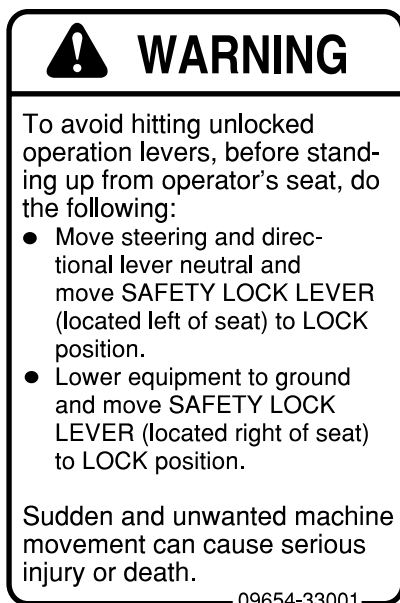 WARNING
To avoid hitting unlocked
operation levers, before stand-
ing up from operator's seat, do
the following:
● Move steering and direc-
tional lever neutral and
move SAFETY LOCK LEVER
(located left of seat) to LOCK
position.
● Lower equipment to ground
and move SAFETY LOCK
LEVER (located right of seat)
to LOCK position.
Sudden and unwanted machine
movement can cause serious
injury or death.
09654-33001